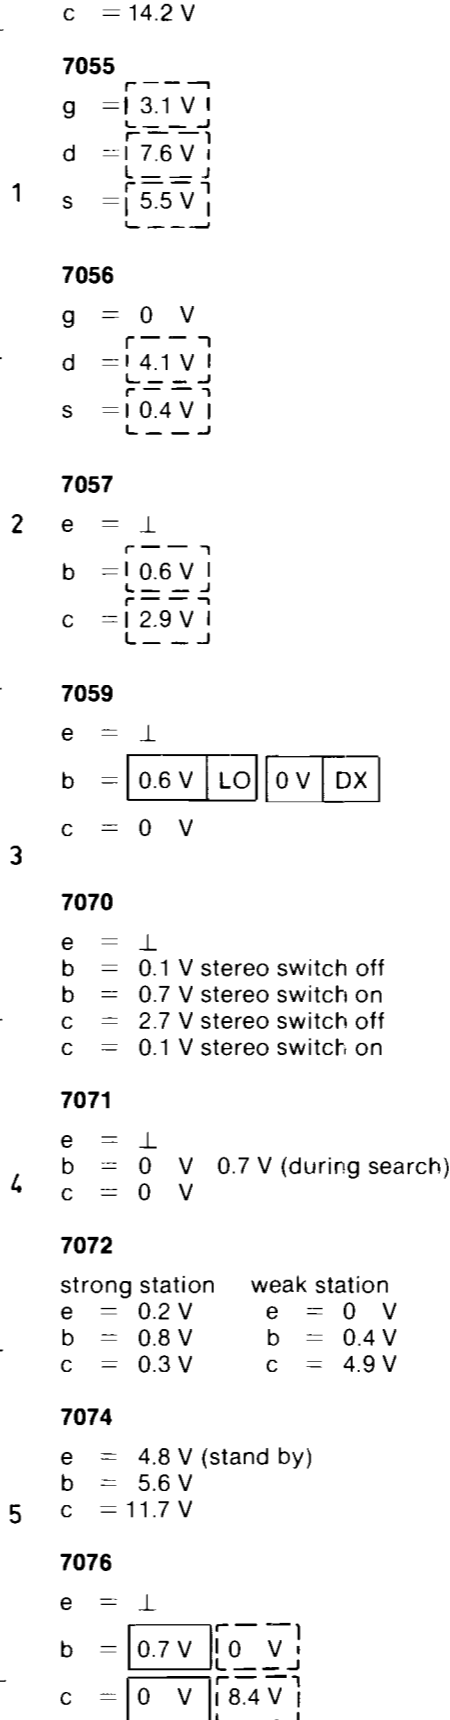 c = 14.2 V
7055
g = 3.1 V
d = 7.6 V
1
s = 5.5 V
7056
g = 0 V
d = 4.1 V
s = 0.4 V
7057
2 e = ⊥
b = 0.6 V
c = 2.9 V
7059
e = ⊥
b = 0.6 V LO 0 V DX
c = 0 V
3
7070
e = ⊥
b = 0.1 V stereo switch off
b = 0.7 V stereo switch on
c = 2.7 V stereo switch off
c = 0.1 V stereo switch on
7071
e = ⊥
b = 0 V 0.7 V (during search)
4 c = 0 V
7072
strong station weak station
e = 0.2 V e = 0 V
b = 0.8 V b = 0.4 V
c = 0.3 V c = 4.9 V
7074
e = 4.8 V (stand by)
b = 5.6 V
5 c = 11.7 V
7076
e = ⊥
b = 0.7 V 0 V
c = 0 V 8.4 V